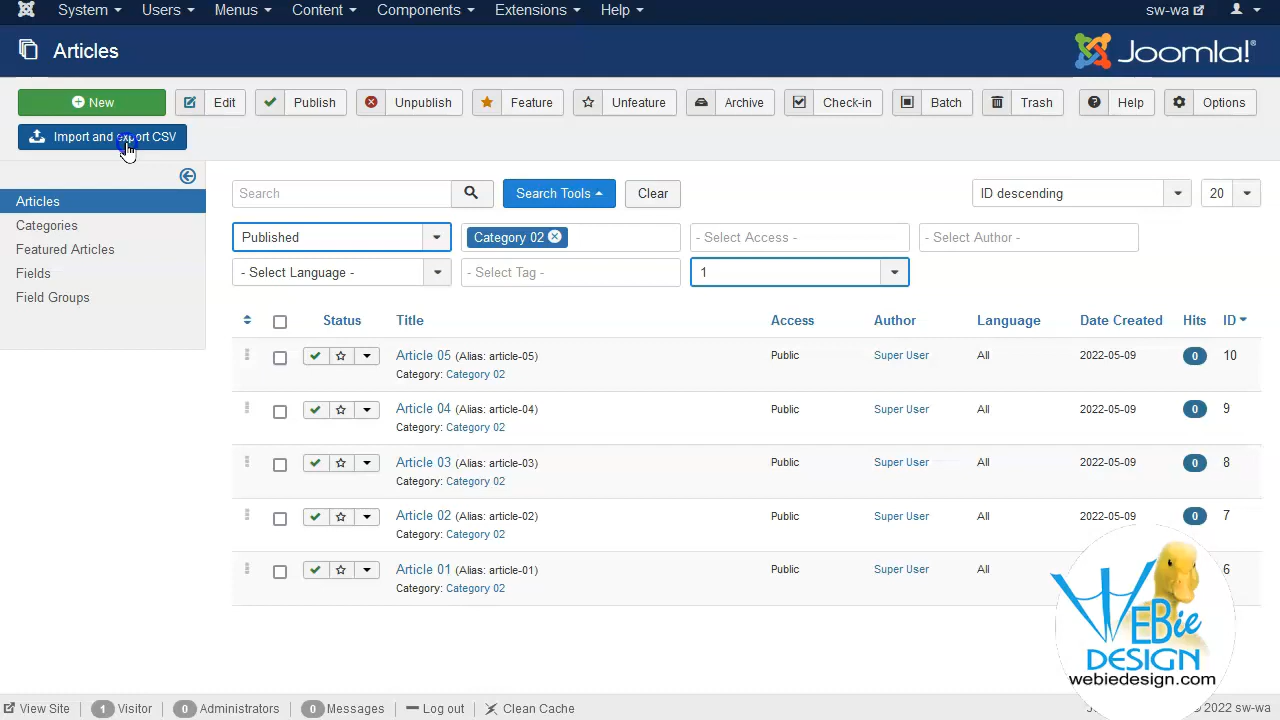 System Users Menus Content Components Extensions Help sw-wa
Articles
Joomla!®
New Edit Publish Unpublish Feature Unfeature Archive Check-in Batch Trash Help Options
Import and export CSV
Articles
Categories
Featured Articles
Fields
Field Groups
Search Search Tools Clear ID descending 20
Published Category 02 - Select Access - - Select Author -
- Select Language - - Select Tag - 1
Status Title Access Author Language Date Created Hits ID
Article 05 (Alias: article-05) Public Super User All 2022-05-09 0 10
Category: Category 02
Article 04 (Alias: article-04) Public Super User All 2022-05-09 0 9
Category: Category 02
Article 03 (Alias: article-03) Public Super User All 2022-05-09 0 8
Category: Category 02
Article 02 (Alias: article-02) Public Super User All 2022-05-09 0 7
Category: Category 02
Article 01 (Alias: article-01) Public Super User All 6
Category: Category 02
WEBie
DESIGN
webiedesign.com
View Site 1 Visitor 0 Administrators 0 Messages Log out Clean Cache 2022 sw-wa